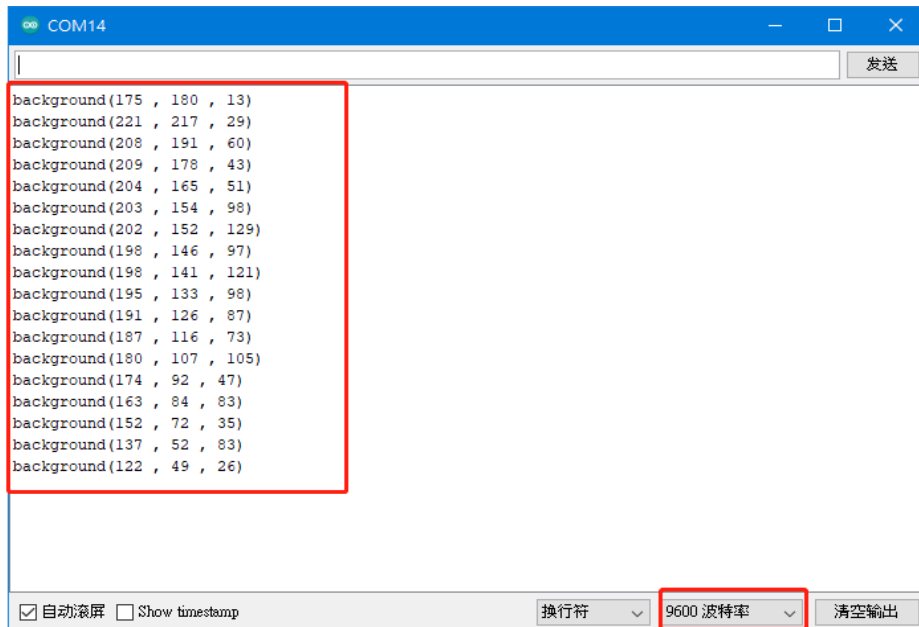 COM14
发送
background(175 , 180 , 13)
background(221 , 217 , 29)
background(208 , 191 , 60)
background(209 , 178 , 43)
background(204 , 165 , 51)
background(203 , 154 , 98)
background(202 , 152 , 129)
background(198 , 146 , 97)
background(198 , 141 , 121)
background(195 , 133 , 98)
background(191 , 126 , 87)
background(187 , 116 , 73)
background(180 , 107 , 105)
background(174 , 92 , 47)
background(163 , 84 , 83)
background(152 , 72 , 35)
background(137 , 52 , 83)
background(122 , 49 , 26)
自动滚屏 Show timestamp 换行符 9600 波特率 清空输出